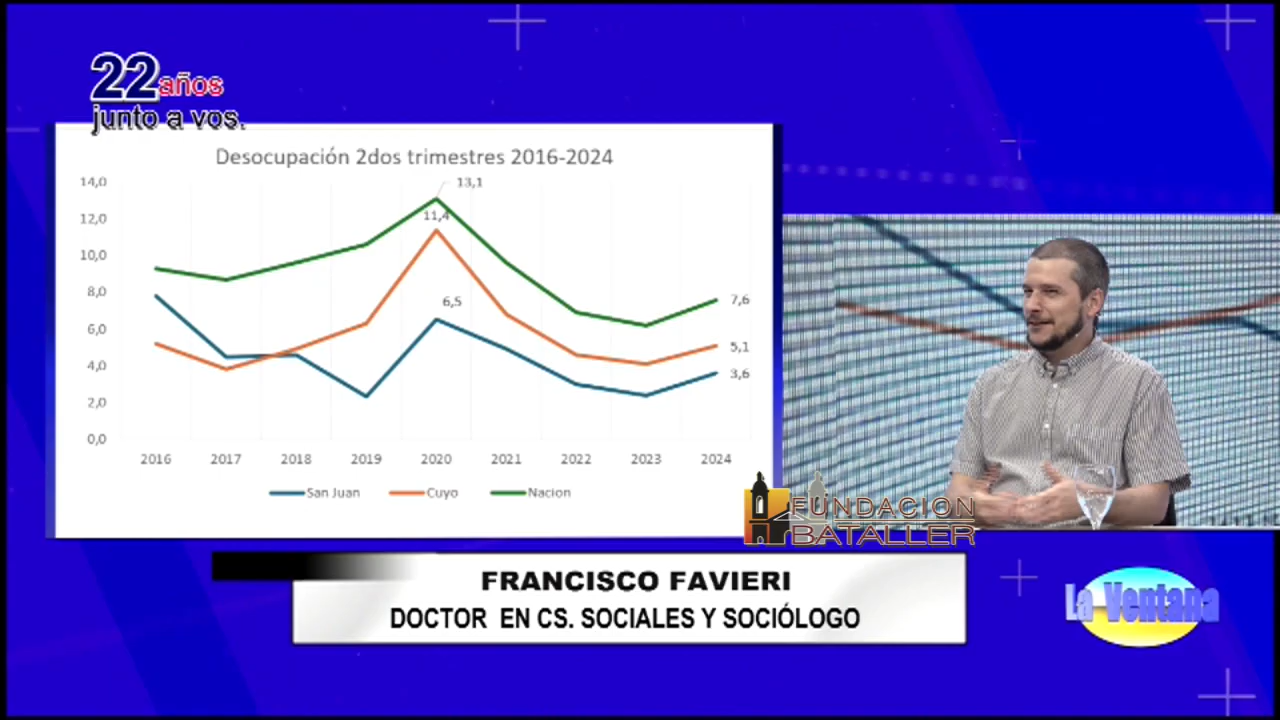 22años
junto a vos.
Desocupación 2dos trimestres 2016-2024
14,0
12,0
10,0
8,0
6,0
4,0
2,0
0,0
13,1
11,4
6,5
7,6
5,1
3,6
2016 2017 2018 2019 2020 2021 2022 2023 2024
San Juan Cuyo Nacion
FUNDACION
BATALLER
FRANCISCO FAVIERI
DOCTOR EN CS. SOCIALES Y SOCIÓLOGO
La Ventana